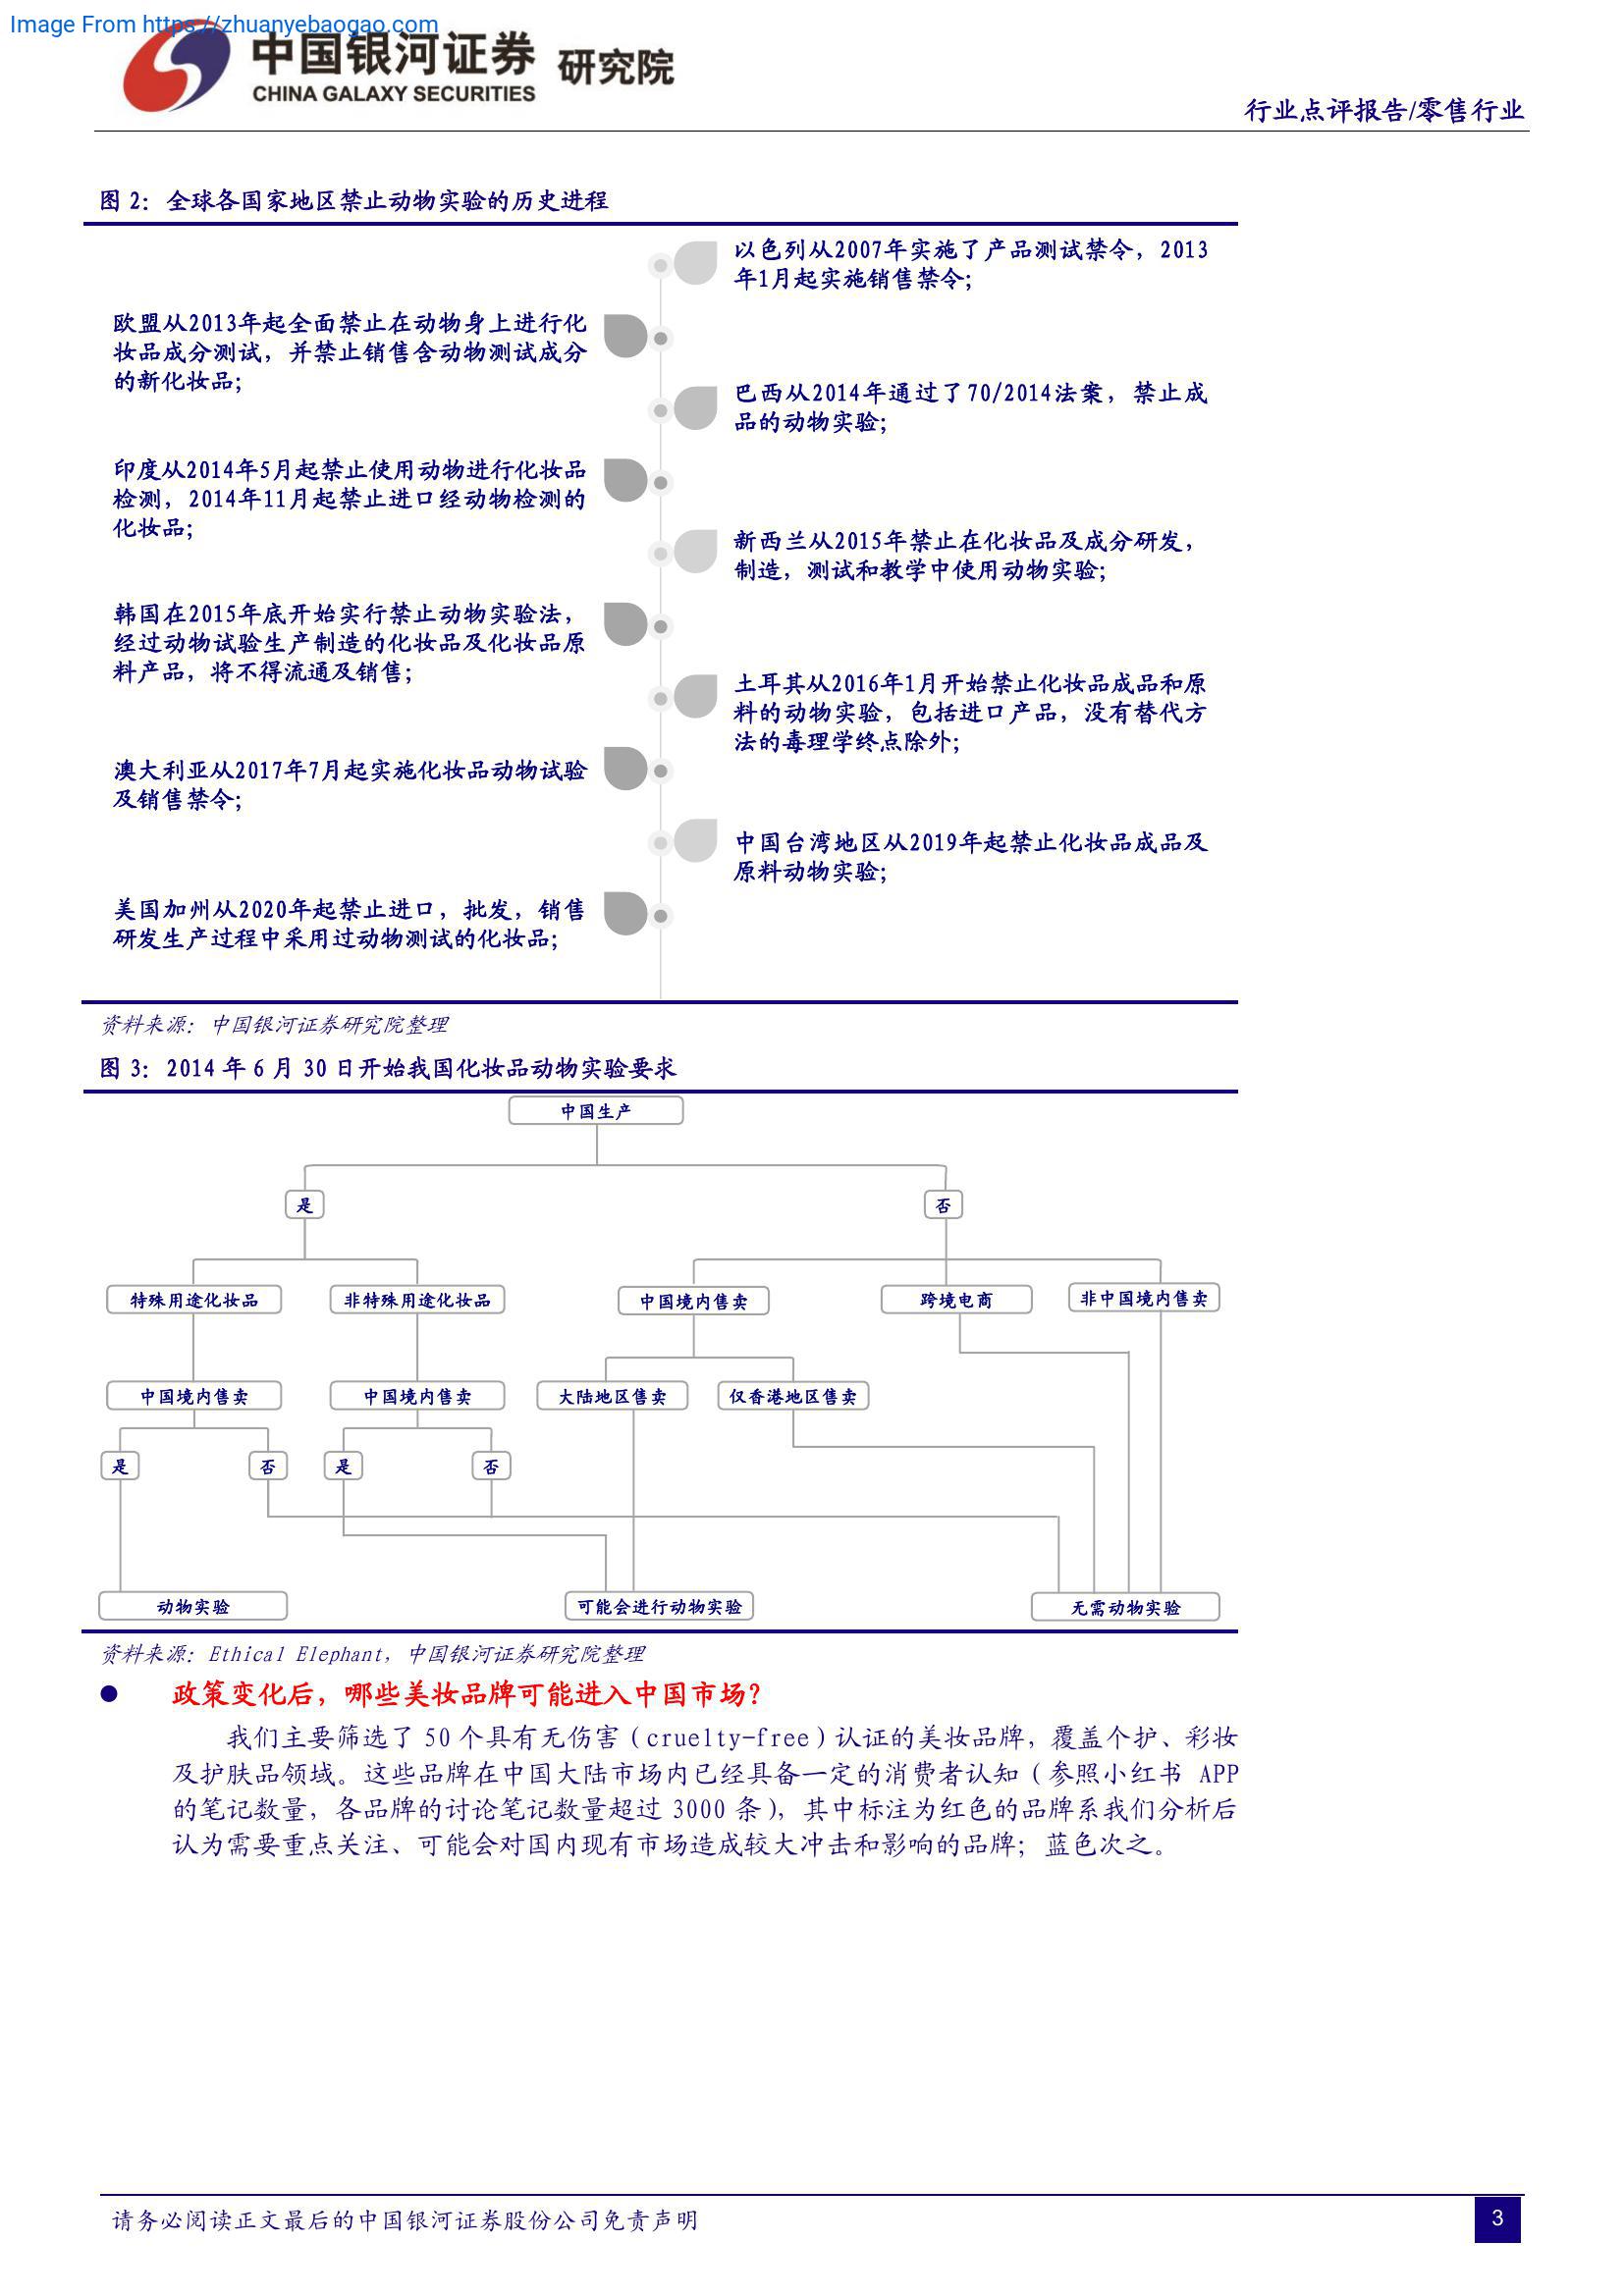 Image From https://zhuanyebaogao.com
中国银河证券 研究院
CHINA GALAXY SECURITIES
行业点评报告/零售行业
图 2：全球各国家地区禁止动物实验的历史进程
以色列从2007年实施了产品测试禁令，2013
年1月起实施销售禁令；
欧盟从2013年起全面禁止在动物身上进行化
妆品成分测试，并禁止销售含动物测试成分
的新化妆品；
巴西从2014年通过了70/2014法案，禁止成
品的动物实验；
印度从2014年5月起禁止使用动物进行化妆品
检测，2014年11月起禁止进口经动物检测的
化妆品；
新西兰从2015年禁止在化妆品及成分研发，
制造，测试和教学中使用动物实验；
韩国在2015年底开始实行禁止动物实验法，
经过动物试验生产制造的化妆品及化妆品原
料产品，将不得流通及销售；
土耳其从2016年1月开始禁止化妆品成品和原
料的动物实验，包括进口产品，没有替代方
法的毒理学终点除外；
澳大利亚从2017年7月起实施化妆品动物试验
及销售禁令；
中国台湾地区从2019年起禁止化妆品成品及
原料动物实验；
美国加州从2020年起禁止进口，批发，销售
研发生产过程中采用过动物测试的化妆品；
资料来源：中国银河证券研究院整理
图 3：2014 年 6 月 30 日开始我国化妆品动物实验要求
中国生产
是 否
特殊用途化妆品 非特殊用途化妆品 中国境内售卖 跨境电商 非中国境内售卖
中国境内售卖 中国境内售卖 大陆地区售卖 仅香港地区售卖
是 否 是 否
动物实验 可能会进行动物实验 无需动物实验
资料来源：Ethical Elephant，中国银河证券研究院整理
● 政策变化后，哪些美妆品牌可能进入中国市场？
我们主要筛选了 50 个具有无伤害（cruelty-free）认证的美妆品牌，覆盖个护、彩妆
及护肤品领域。这些品牌在中国大陆市场内已经具备一定的消费者认知（参照小红书 APP
的笔记数量，各品牌的讨论笔记数量超过 3000 条），其中标注为红色的品牌系我们分析后
认为需要重点关注、可能会对国内现有市场造成较大冲击和影响的品牌；蓝色次之。
请务必阅读正文最后的中国银河证券股份公司免责声明
3